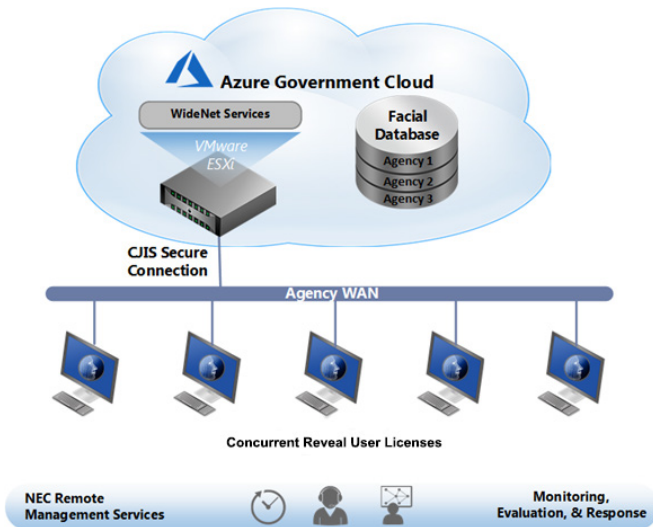 Azure Government Cloud
WideNet Services
VMware
ESXi
Facial
Database
Agency 1
Agency 2
Agency 3
CJIS Secure
Connection
Agency WAN
Concurrent Reveal User Licenses
NEC Remote
Management Services
Monitoring,
Evaluation, & Response